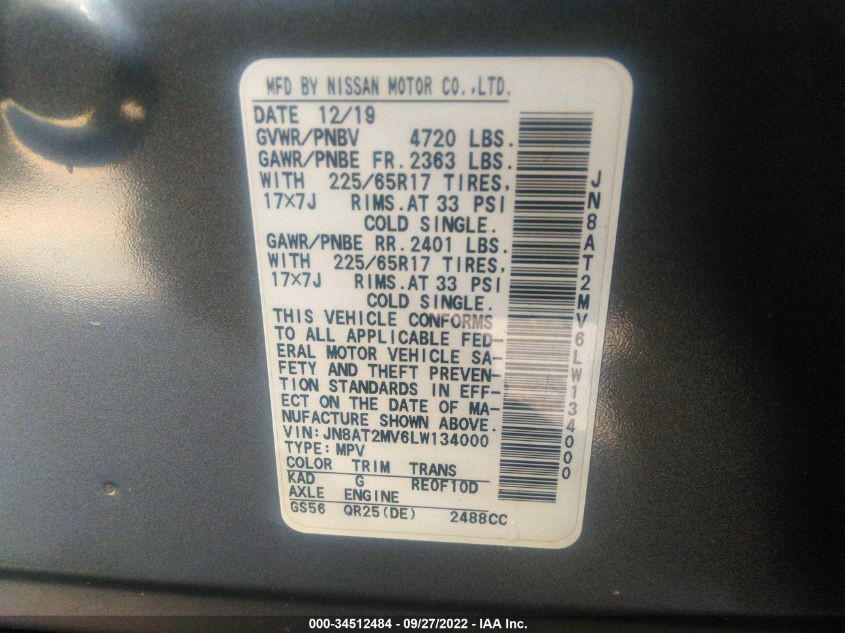 MFD BY NISSAN MOTOR CO.,LTD.
DATE 12/19
GVWR/PNBV 4720 LBS.
GAWR/PNBE FR.2363 LBS.
WITH 225/65R17 TIRES,
17×7J RIMS.AT 33 PSI
COLD SINGLE.
GAWR/PNBE RR.2401 LBS.
WITH 225/65R17 TIRES,
17×7J RIMS.AT 33 PSI
COLD SINGLE.
THIS VEHICLE CONFORMS
TO ALL APPLICABLE FED-
ERAL MOTOR VEHICLE SA-
FETY AND THEFT PREVEN-
TION STANDARDS IN EFF-
ECT ON THE DATE OF MA-
NUFACTURE SHOWN ABOVE.
VIN:JN8AT2MV6LW134000
TYPE:MPV
COLOR TRIM TRANS
KAD G RE0F10D
AXLE ENGINE
GS56 QR25(DE) 2488CC
JN8AT2MV6LW134000
000-34512484 - 09/27/2022 - IAA Inc.